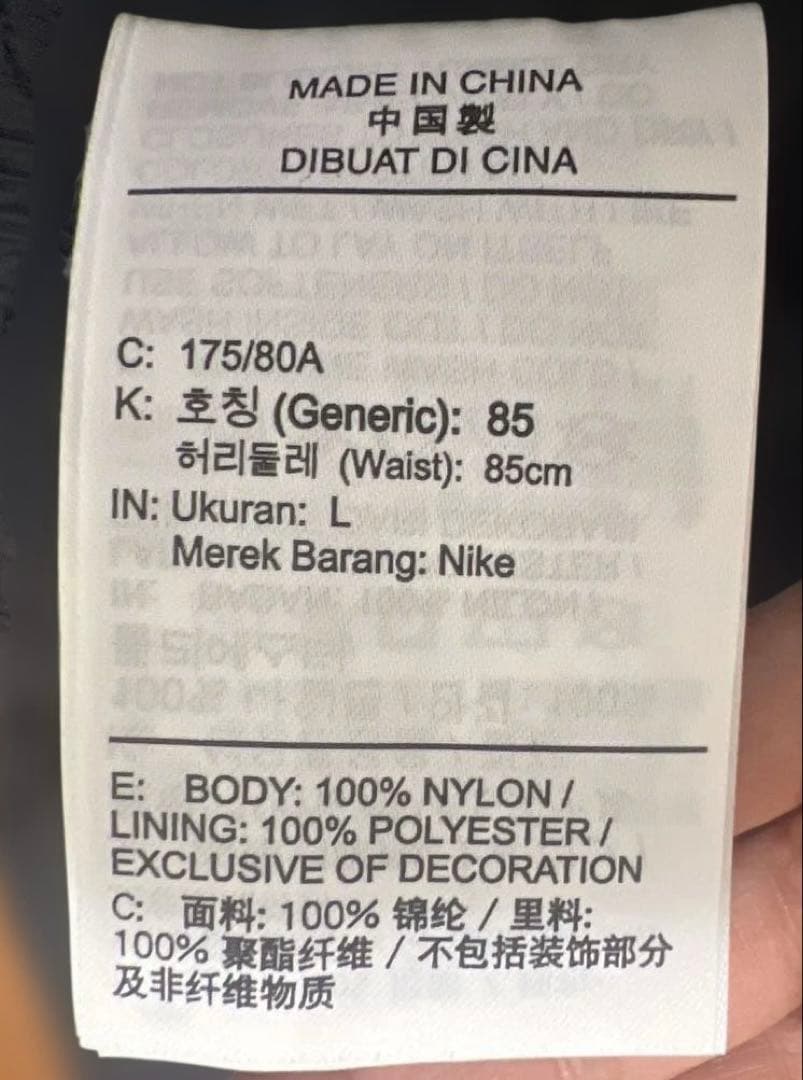 MADE IN CHINA
中国製
DIBUAT DI CINA
C: 175/80A
K: 호칭 (Generic): 85
허리둘레 (Waist): 85cm
IN: Ukuran: L
Merek Barang: Nike
E: BODY: 100% NYLON /
LINING: 100% POLYESTER /
EXCLUSIVE OF DECORATION
C: 面料: 100% 锦纶 / 里料:
100% 聚酯纤维 / 不包括装饰部分
及非纤维物质